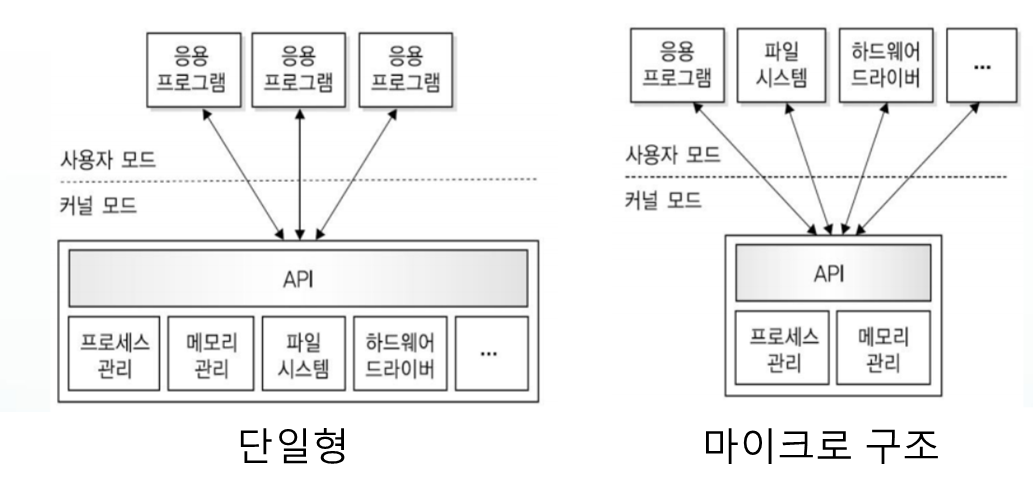 응용
프로그램
응용
프로그램
응용
프로그램
사용자 모드
커널 모드
API
프로세스
관리
메모리
관리
파일
시스템
하드웨어
드라이버
...
단일형
응용
프로그램
파일
시스템
하드웨어
드라이버
...
사용자 모드
커널 모드
API
프로세스
관리
메모리
관리
마이크로 구조